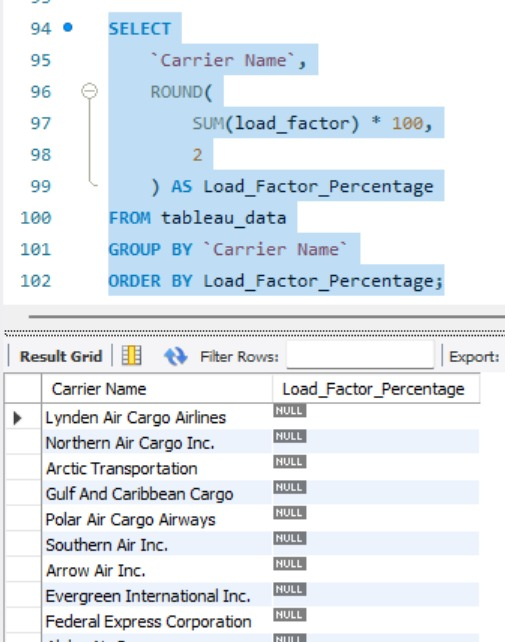 94 SELECT
95 `Carrier Name`,
96 ROUND(
97 SUM(load_factor) * 100,
98 2
99 ) AS Load_Factor_Percentage
100 FROM tableau_data
101 GROUP BY `Carrier Name`
102 ORDER BY Load_Factor_Percentage;
Result Grid Filter Rows: Export:
Carrier Name Load_Factor_Percentage
Lynden Air Cargo Airlines NULL
Northern Air Cargo Inc. NULL
Arctic Transportation NULL
Gulf And Caribbean Cargo NULL
Polar Air Cargo Airways NULL
Southern Air Inc. NULL
Arrow Air Inc. NULL
Evergreen International Inc. NULL
Federal Express Corporation NULL
NULL